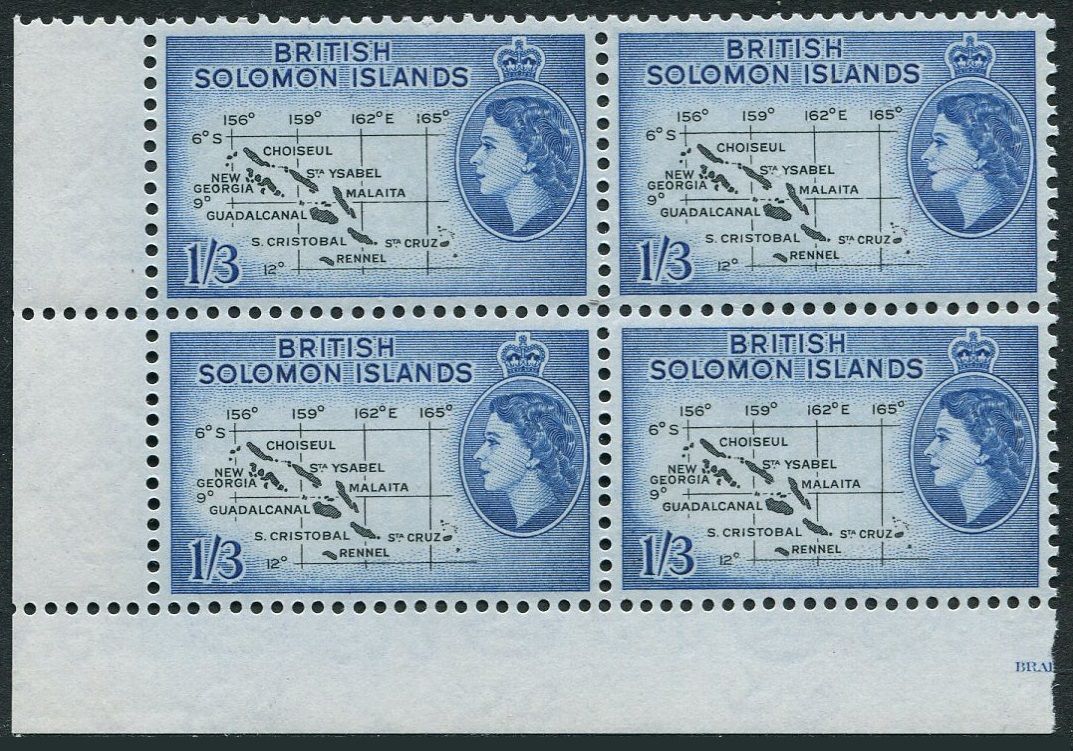 BRITISH
SOLOMON ISLANDS
156° 159° 162°E 165°
6°S
CHOISEUL
STA YSABEL
NEW
GEORGIA
MALAITA
9°
GUADALCANAL
S. CRISTOBAL
STA CRUZ
RENNEL
1/3
12°
BRITISH
SOLOMON ISLANDS
156° 159° 162°E 165°
6°S
CHOISEUL
STA YSABEL
NEW
GEORGIA
MALAITA
9°
GUADALCANAL
S. CRISTOBAL
STA CRUZ
RENNEL
1/3
12°
BRITISH
SOLOMON ISLANDS
156° 159° 162°E 165°
6°S
CHOISEUL
STA YSABEL
NEW
GEORGIA
MALAITA
9°
GUADALCANAL
S. CRISTOBAL
STA CRUZ
RENNEL
1/3
12°
BRITISH
SOLOMON ISLANDS
156° 159° 162°E 165°
6°S
CHOISEUL
STA YSABEL
NEW
GEORGIA
MALAITA
9°
GUADALCANAL
S. CRISTOBAL
STA CRUZ
RENNEL
1/3
12°
BRA